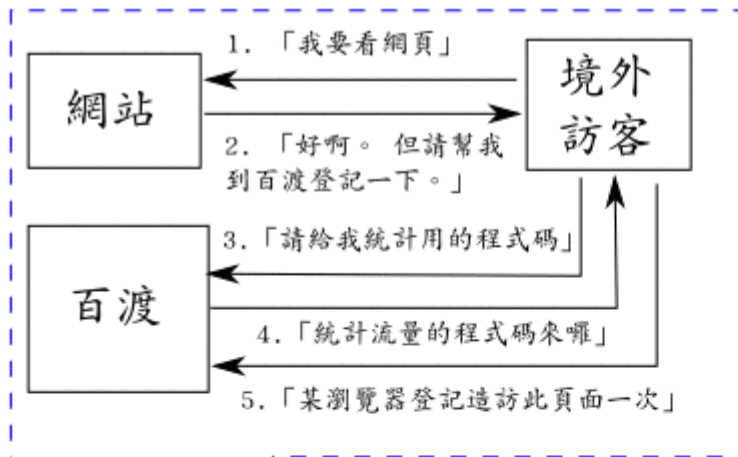 1. 「我要看網頁」
網站
境外
訪客
2. 「好啊。 但請幫我
到百渡登記一下。」
3.「請給我統計用的程式碼」
百渡
4.「統計流量的程式碼來囉」
5.「某瀏覽器登記造訪此頁面一次」